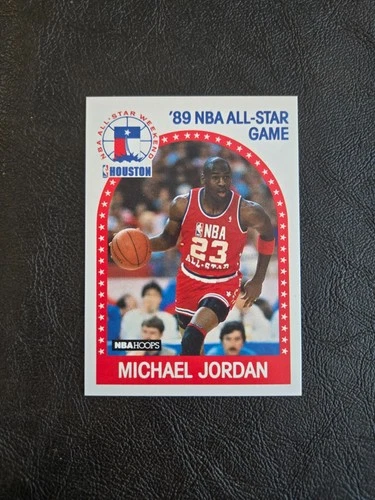 NBA ALL-STAR WEEKEND
HOUSTON
'89 NBA ALL-STAR
GAME
NBA
23
ALL-STAR
NBA HOOPS
MICHAEL JORDAN